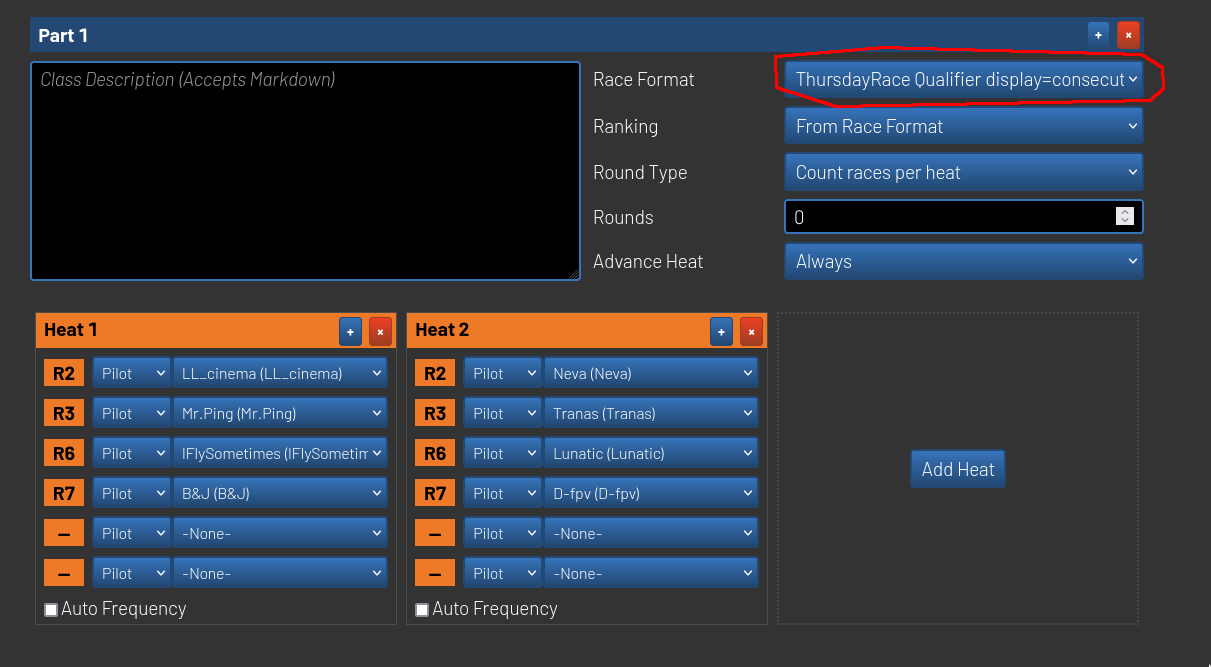 Part 1 + ×
Class Description (Accepts Markdown)
Race Format ThursdayRace Qualifier display=consecut
Ranking From Race Format
Round Type Count races per heat
Rounds 0
Advance Heat Always
Heat 1 + ×
R2 Pilot LL_cinema (LL_cinema)
R3 Pilot Mr.Ping (Mr.Ping)
R6 Pilot IFlySometimes (IFlySometim
R7 Pilot B&J (B&J)
– Pilot -None-
– Pilot -None-
Auto Frequency
Heat 2 + ×
R2 Pilot Neva (Neva)
R3 Pilot Tranas (Tranas)
R6 Pilot Lunatic (Lunatic)
R7 Pilot D-fpv (D-fpv)
– Pilot -None-
– Pilot -None-
Auto Frequency
Add Heat